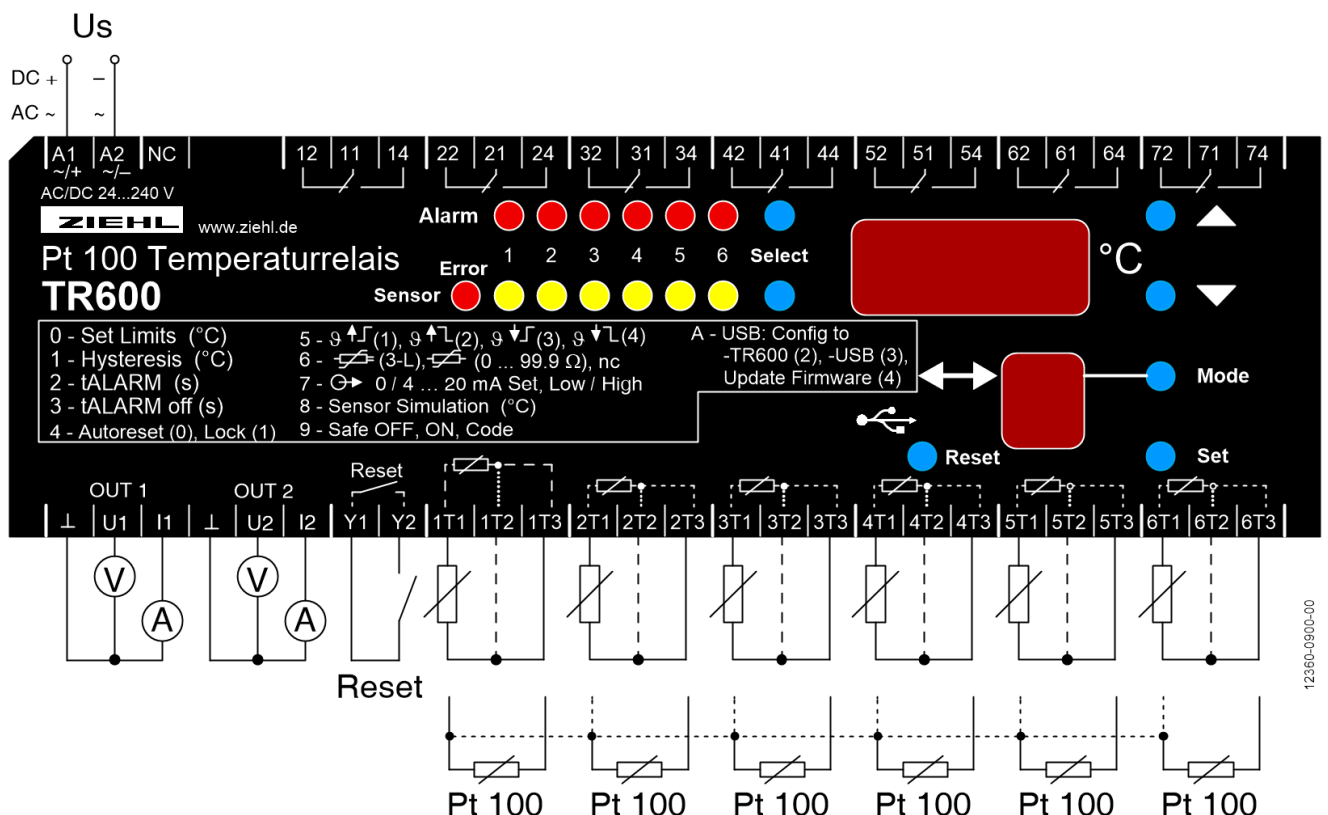 Us
DC + –
AC ~ ~
A1 A2 NC 12 11 14 22 21 24 32 31 34 42 41 44 52 51 54 62 61 64 72 71 74
~/+ ~/–
AC/DC 24...240 V
ZIEHL www.ziehl.de
Alarm
°C
Pt 100 Temperaturrelais
1 2 3 4 5 6 Select
Error
TR600
Sensor
0 - Set Limits (°C)
1 - Hysteresis (°C)
2 - tALARM (s)
3 - tALARM off (s)
4 - Autoreset (0), Lock (1)
5 - ϑ (1), ϑ (2), ϑ (3), ϑ (4)
6 - (3-L), (0 ... 99.9 Ω), nc
7 - 0 / 4 ... 20 mA Set, Low / High
8 - Sensor Simulation (°C)
9 - Safe OFF, ON, Code
A - USB: Config to
-TR600 (2), -USB (3),
Update Firmware (4)
Mode
Reset
Set
OUT 1 OUT 2 Reset
⊥ U1 I1 ⊥ U2 I2 Y1 Y2 1T1 1T2 1T3 2T1 2T2 2T3 3T1 3T2 3T3 4T1 4T2 4T3 5T1 5T2 5T3 6T1 6T2 6T3
V V
A A
Reset
12360-0900-00
Pt 100 Pt 100 Pt 100 Pt 100 Pt 100 Pt 100